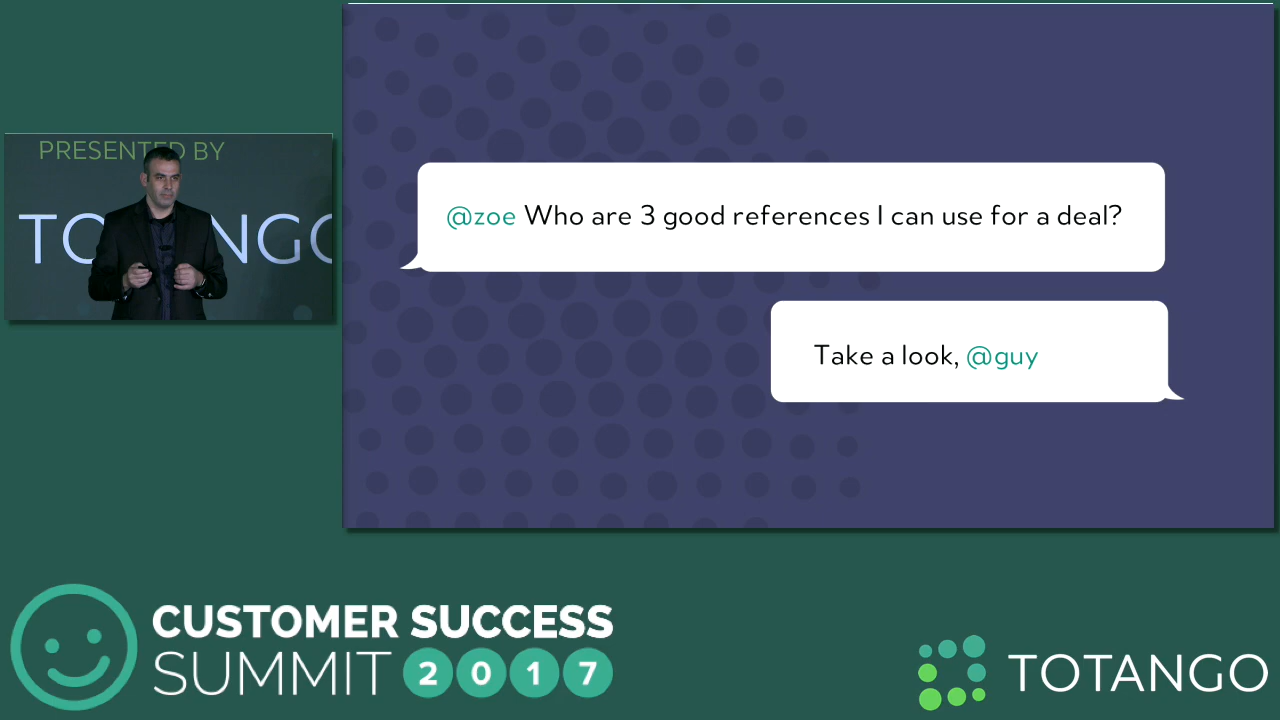 PRESENTED BY
TOTANGO
@zoe Who are 3 good references I can use for a deal?
Take a look, @guy
CUSTOMER SUCCESS
SUMMIT 2017
TOTANGO